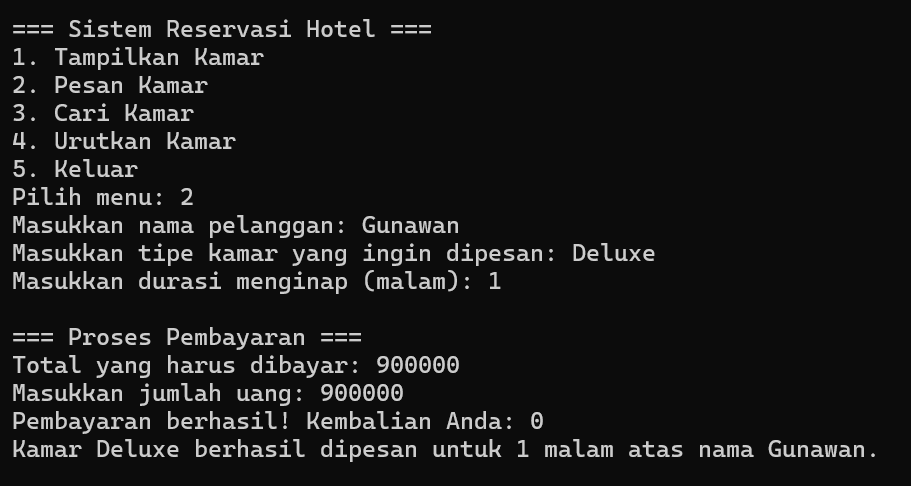 === Sistem Reservasi Hotel ===
1. Tampilkan Kamar
2. Pesan Kamar
3. Cari Kamar
4. Urutkan Kamar
5. Keluar
Pilih menu: 2
Masukkan nama pelanggan: Gunawan
Masukkan tipe kamar yang ingin dipesan: Deluxe
Masukkan durasi menginap (malam): 1

=== Proses Pembayaran ===
Total yang harus dibayar: 900000
Masukkan jumlah uang: 900000
Pembayaran berhasil! Kembalian Anda: 0
Kamar Deluxe berhasil dipesan untuk 1 malam atas nama Gunawan.